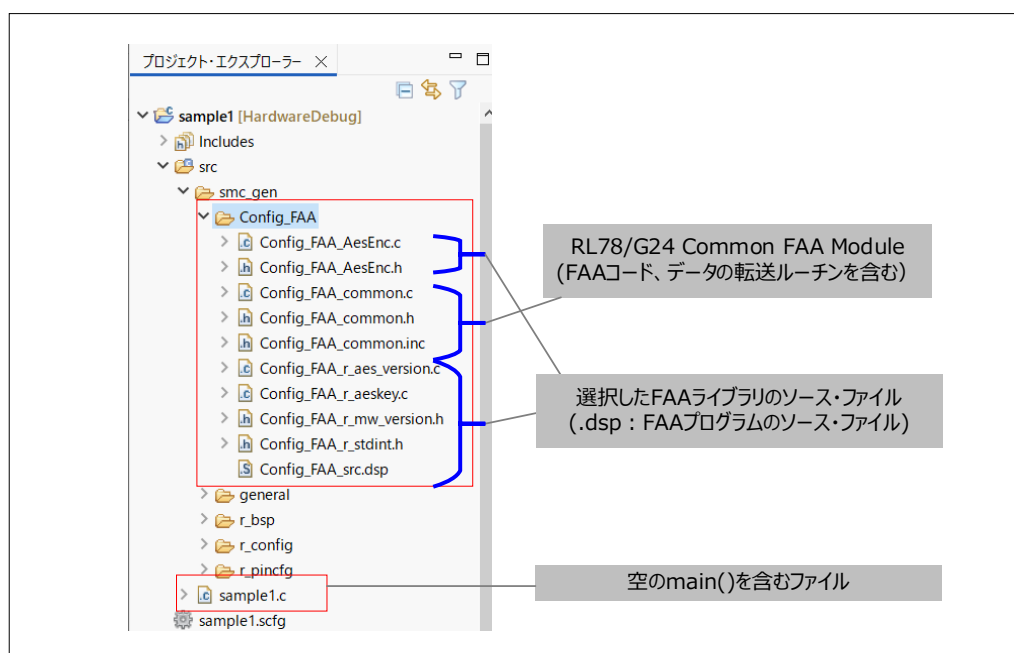 プロジェクト・エクスプローラー
sample1 [HardwareDebug]
Includes
src
smc_gen
Config_FAA
Config_FAA_AesEnc.c
Config_FAA_AesEnc.h
Config_FAA_common.c
Config_FAA_common.h
Config_FAA_common.inc
Config_FAA_r_aes_version.c
Config_FAA_r_aeskey.c
Config_FAA_r_mw_version.h
Config_FAA_r_stdint.h
Config_FAA_src.dsp
general
r_bsp
r_config
r_pincfg
sample1.c
sample1.scfg
RL78/G24 Common FAA Module
(FAAコード、データの転送ルーチンを含む)
選択したFAAライブラリのソース・ファイル
(.dsp：FAAプログラムのソース・ファイル)
空のmain()を含むファイル